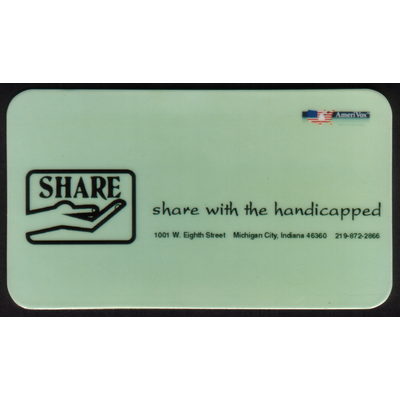 AmeriVox
SHARE
share with the handicapped
1001 W. Eighth Street Michigan City, Indiana 46360 219-872-2866